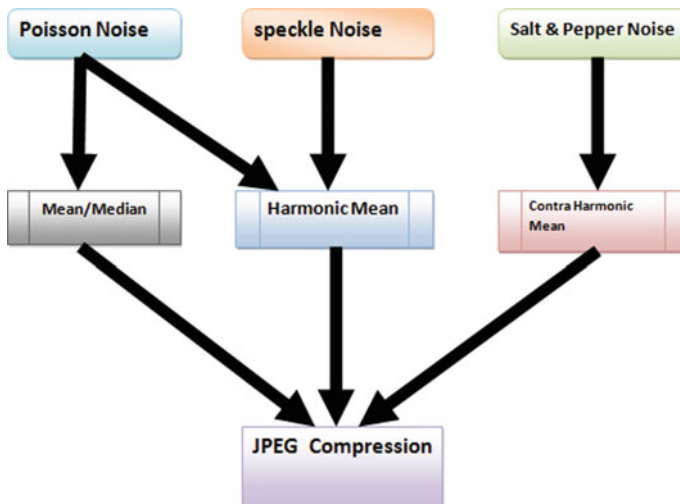 Poisson Noise
speckle Noise
Salt & Pepper Noise
Mean/Median
Harmonic Mean
Contra Harmonic
Mean
JPEG Compression